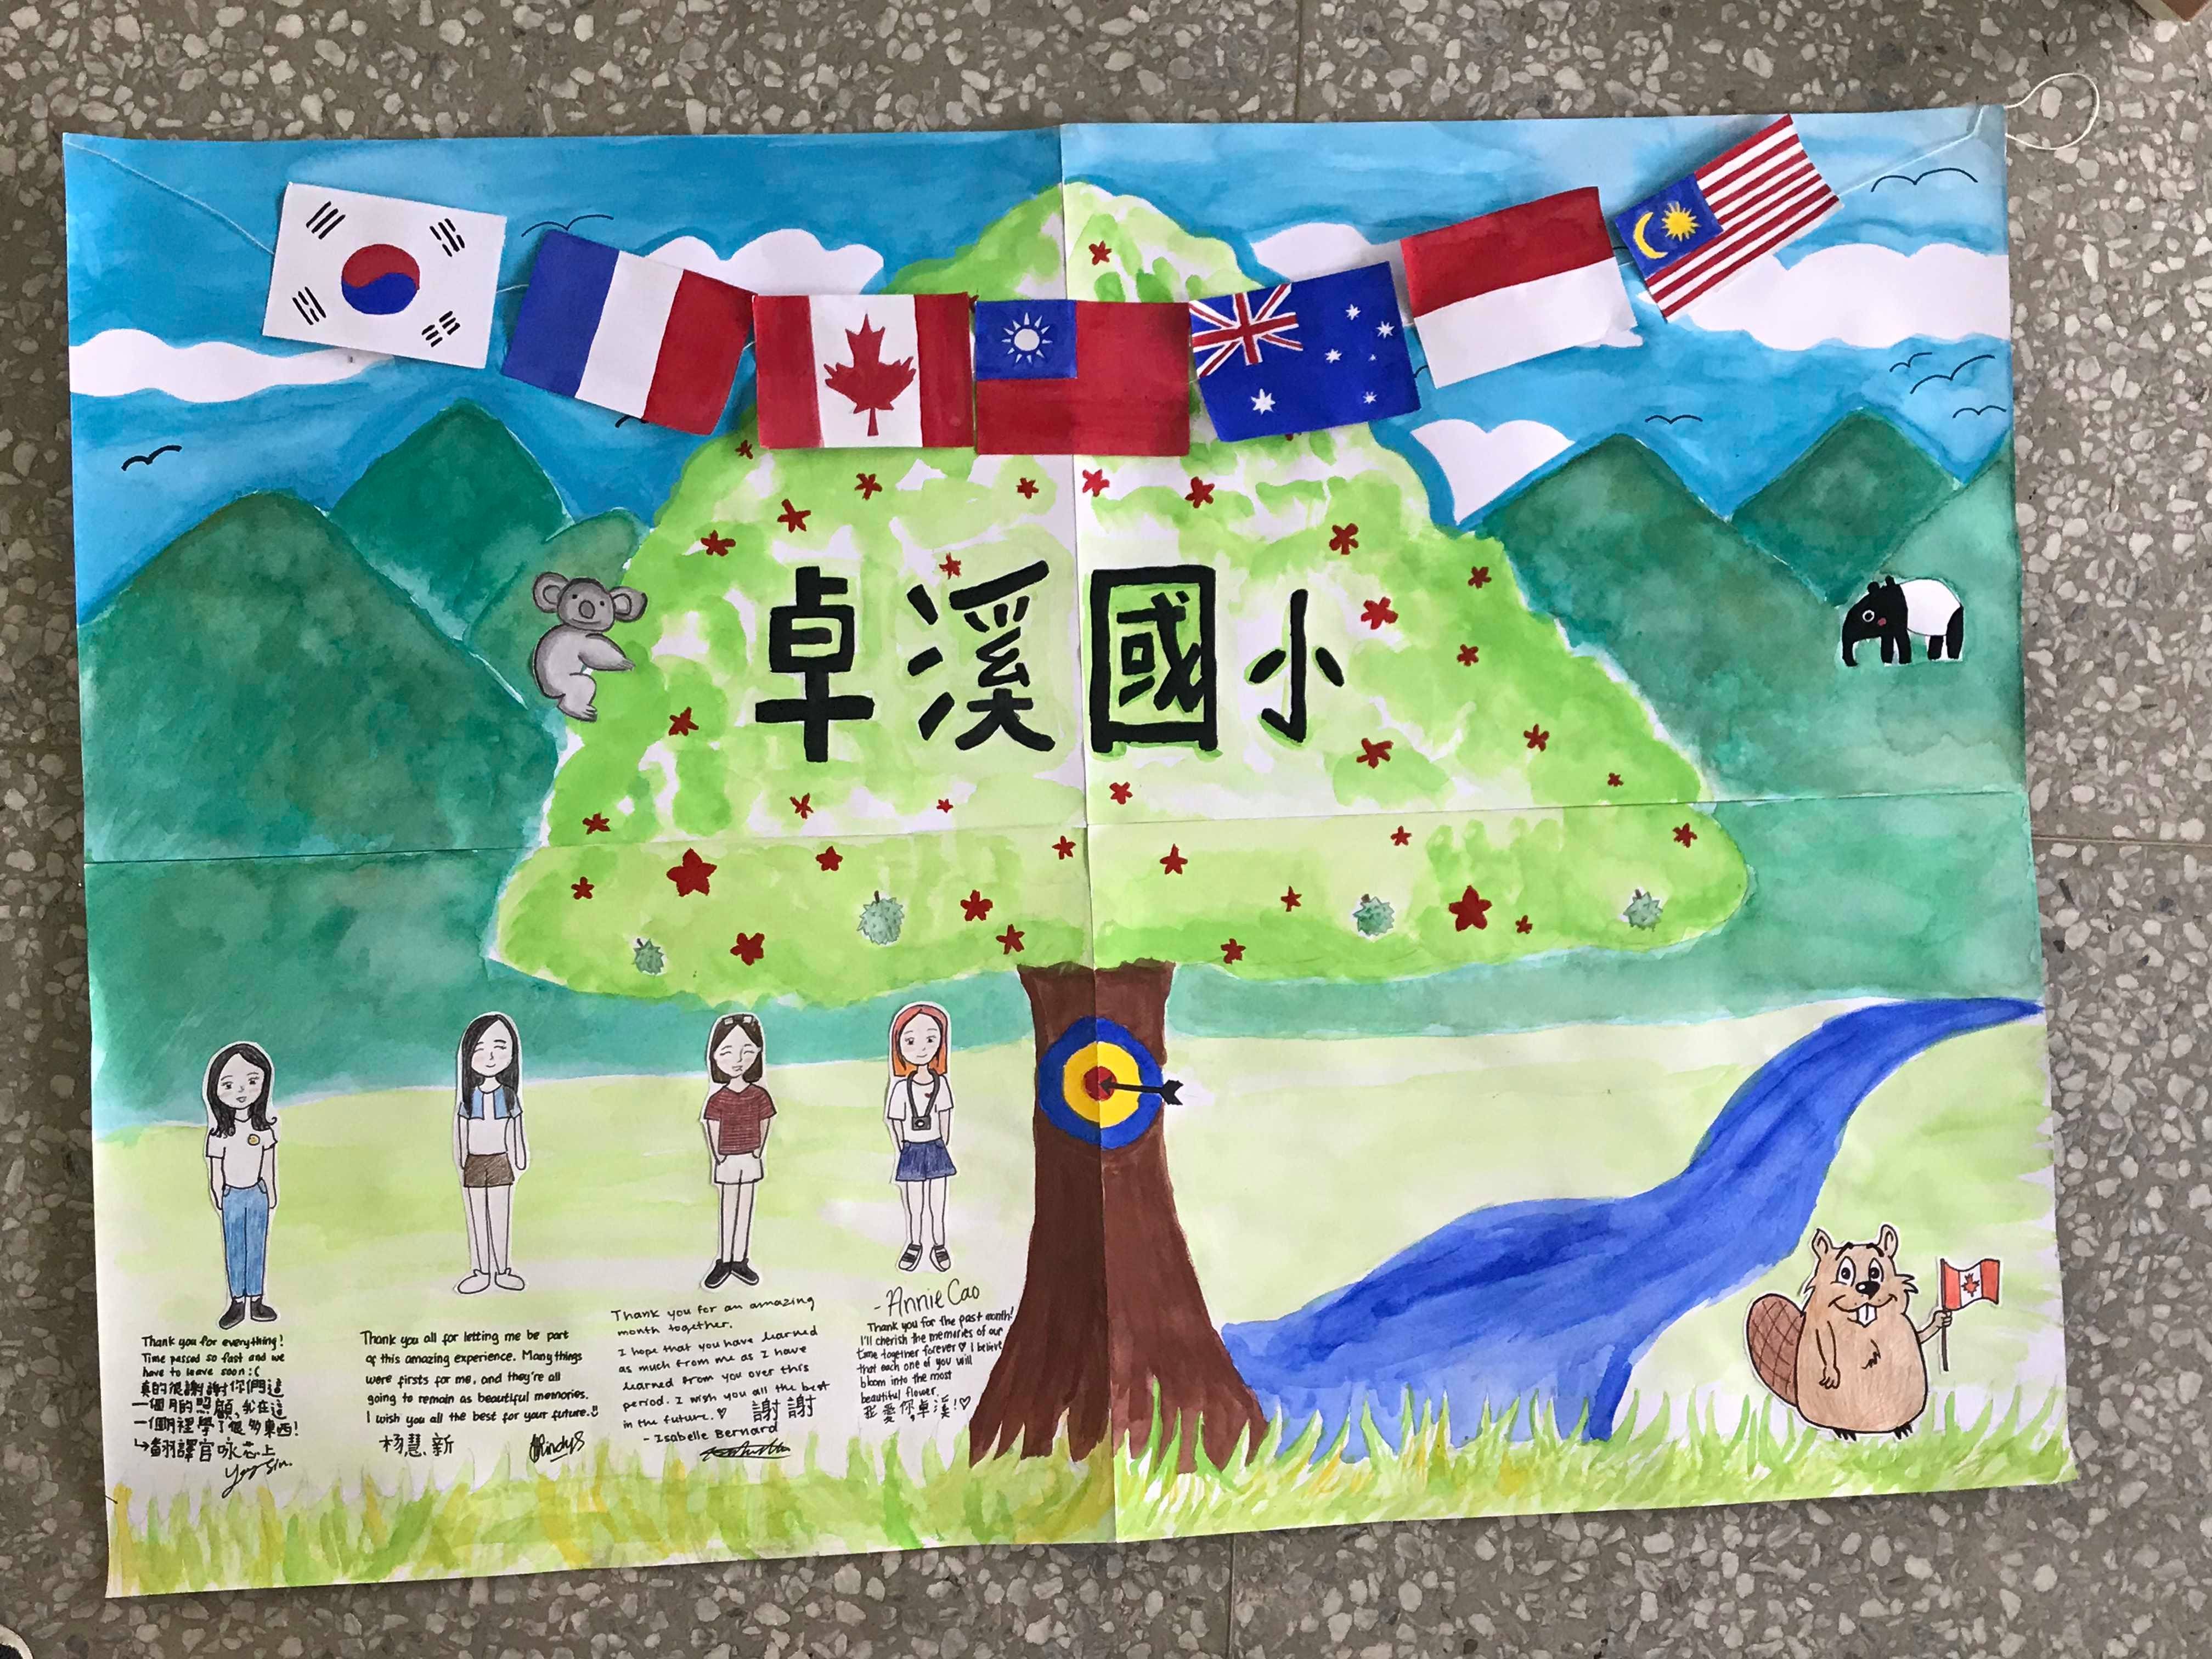 卓溪國小
Thank you for everything!
Time passed so fast and we
have to leave soon :(
真的很謝謝你們這
一個月的照顧,我在這
一個月裡學了很多東西!
↳翻譯官咏芯上
Thank you all for letting me be part
of this amazing experience. Many things
were firsts for me, and they're all
going to remain as beautiful memories.
I wish you all the best for your future.
杨慧新
Thank you for an amazing
month together.
I hope that you have learned
as much from me as I have
learned from you over this
period. I wish you all the best
in the future. ♡ 謝謝
- Isabelle Bernard
- Annie Cao
Thank you for the past month!
I'll cherish the memories of our
time together forever ♡ I believe
that each one of you will
bloom into the most
beautiful flower.
我愛你卓溪!♡